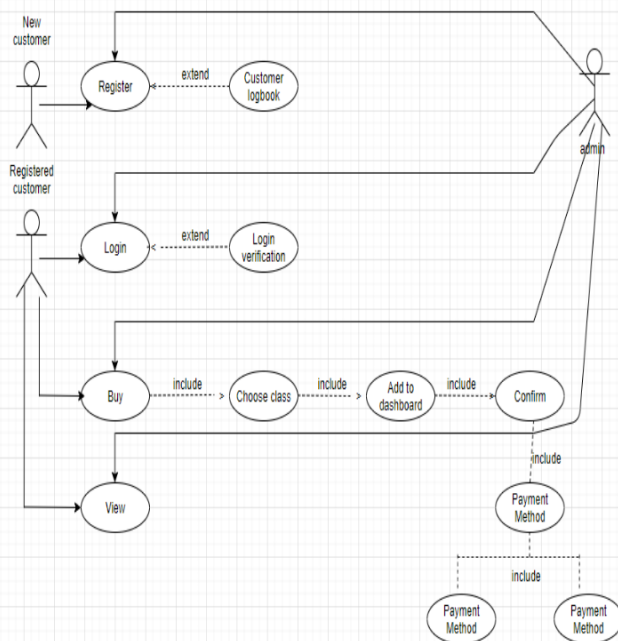 New
customer
Register
extend
Customer
logbook
admin
Registered
customer
Login
extend
Login
verification
Buy
include
Choose class
include
Add to
dashboard
include
Confirm
include
View
Payment
Method
include
Payment
Method
Payment
Method